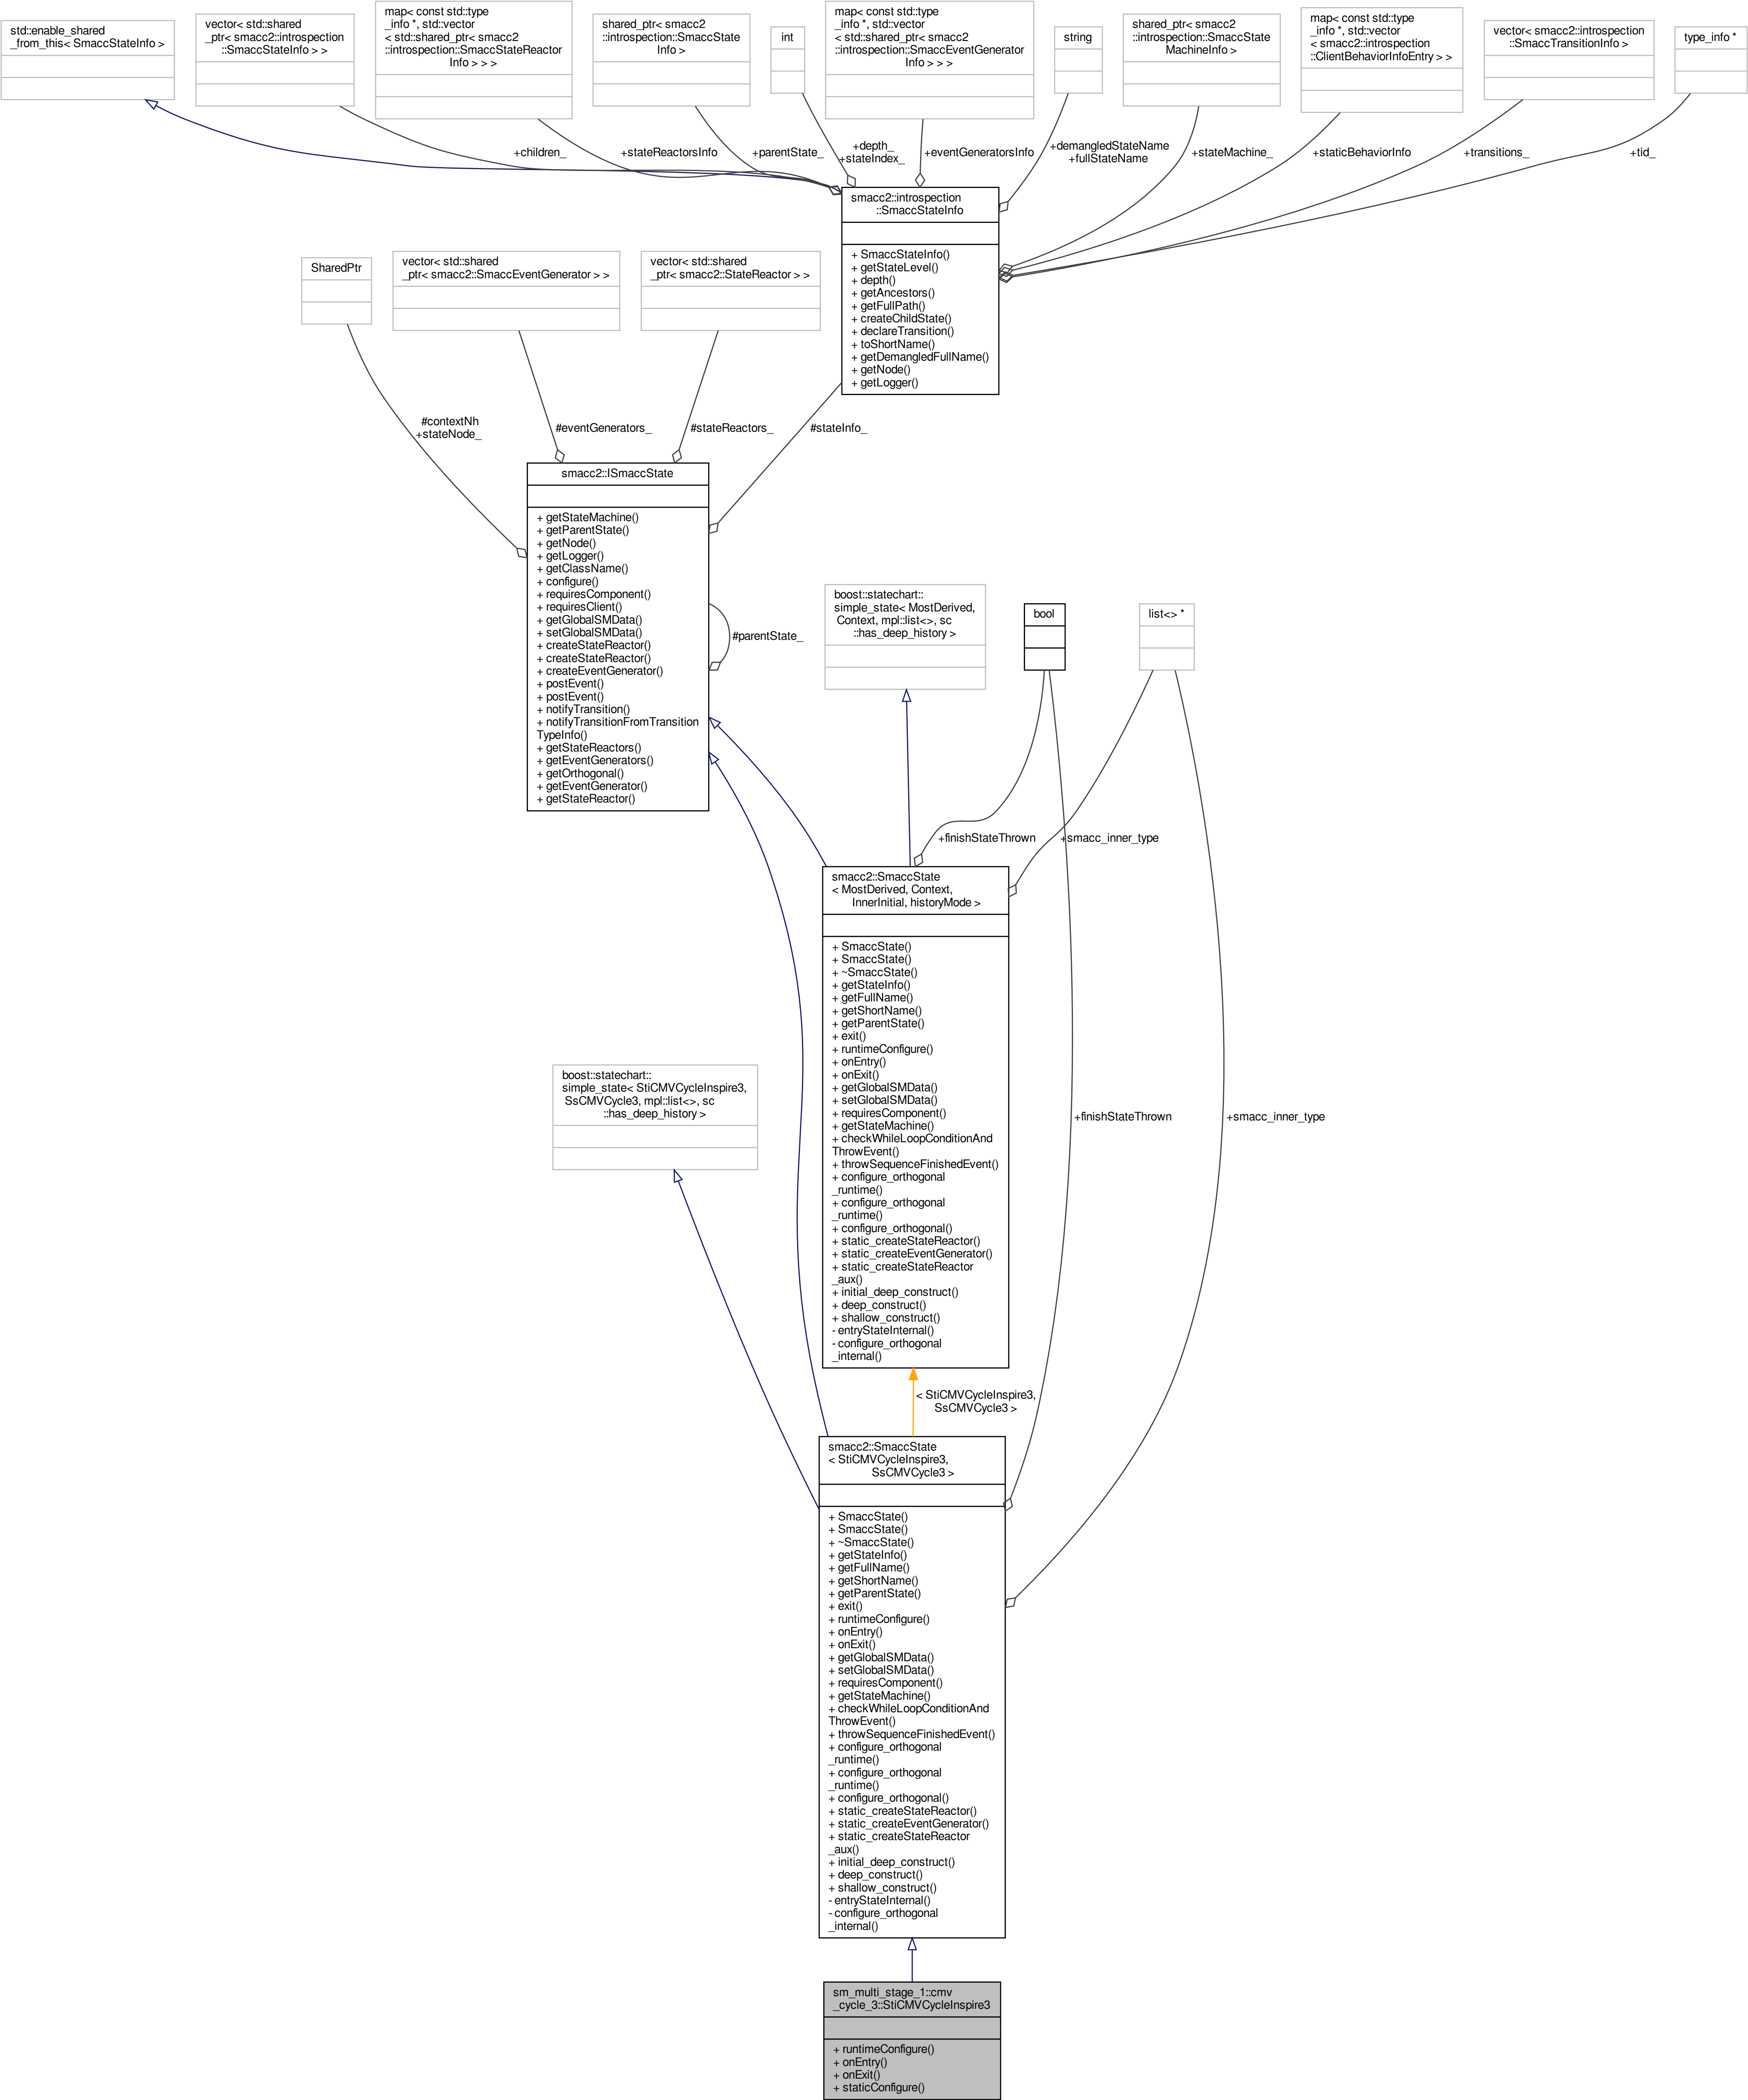 std::enable_shared
_from_this< SmaccStateInfo >
vector< std::shared
_ptr< smacc2::introspection
::SmaccStateInfo > >
map< const std::type
_info *, std::vector
< std::shared_ptr< smacc2
::introspection::SmaccStateReactor
Info > > >
shared_ptr< smacc2
::introspection::SmaccState
Info >
int
map< const std::type
_info *, std::vector
< std::shared_ptr< smacc2
::introspection::SmaccEventGenerator
Info > > >
string
shared_ptr< smacc2
::introspection::SmaccState
MachineInfo >
map< const std::type
_info *, std::vector
< smacc2::introspection
::ClientBehaviorInfoEntry > >
vector< smacc2::introspection
::SmaccTransitionInfo >
type_info *
+children_
+stateReactorsInfo
+parentState_
+depth_
+stateIndex_
+eventGeneratorsInfo
+demangledStateName
+fullStateName
+stateMachine_
+staticBehaviorInfo
+transitions_
+tid_
smacc2::introspection
::SmaccStateInfo
+ SmaccStateInfo()
+ getStateLevel()
+ depth()
+ getAncestors()
+ getFullPath()
+ createChildState()
+ declareTransition()
+ toShortName()
+ getDemangledFullName()
+ getNode()
+ getLogger()
SharedPtr
vector< std::shared
_ptr< smacc2::SmaccEventGenerator > >
vector< std::shared
_ptr< smacc2::StateReactor > >
#contextNh
+stateNode_
#eventGenerators_
#stateReactors_
#stateInfo_
smacc2::ISmaccState
+ getStateMachine()
+ getParentState()
+ getNode()
+ getLogger()
+ getClassName()
+ configure()
+ requiresComponent()
+ requiresClient()
+ getGlobalSMData()
+ setGlobalSMData()
+ createStateReactor()
+ createStateReactor()
+ createEventGenerator()
+ postEvent()
+ postEvent()
+ notifyTransition()
+ notifyTransitionFromTransition
TypeInfo()
+ getStateReactors()
+ getEventGenerators()
+ getOrthogonal()
+ getEventGenerator()
+ getStateReactor()
#parentState_
boost::statechart::
simple_state< MostDerived,
Context, mpl::list<>, sc
::has_deep_history >
bool
list<> *
+finishStateThrown
+smacc_inner_type
smacc2::SmaccState
< MostDerived, Context,
InnerInitial, historyMode >
+ SmaccState()
+ SmaccState()
+ ~SmaccState()
+ getStateInfo()
+ getFullName()
+ getShortName()
+ getParentState()
+ exit()
+ runtimeConfigure()
+ onEntry()
+ onExit()
+ getGlobalSMData()
+ setGlobalSMData()
+ requiresComponent()
+ getStateMachine()
+ checkWhileLoopConditionAnd
ThrowEvent()
+ throwSequenceFinishedEvent()
+ configure_orthogonal
_runtime()
+ configure_orthogonal
_runtime()
+ configure_orthogonal()
+ static_createStateReactor()
+ static_createEventGenerator()
+ static_createStateReactor
_aux()
+ initial_deep_construct()
+ deep_construct()
+ shallow_construct()
- entryStateInternal()
- configure_orthogonal
_internal()
boost::statechart::
simple_state< StiCMVCycleInspire3,
SsCMVCycle3, mpl::list<>, sc
::has_deep_history >
+finishStateThrown
+smacc_inner_type
< StiCMVCycleInspire3,
SsCMVCycle3 >
smacc2::SmaccState
< StiCMVCycleInspire3,
SsCMVCycle3 >
+ SmaccState()
+ SmaccState()
+ ~SmaccState()
+ getStateInfo()
+ getFullName()
+ getShortName()
+ getParentState()
+ exit()
+ runtimeConfigure()
+ onEntry()
+ onExit()
+ getGlobalSMData()
+ setGlobalSMData()
+ requiresComponent()
+ getStateMachine()
+ checkWhileLoopConditionAnd
ThrowEvent()
+ throwSequenceFinishedEvent()
+ configure_orthogonal
_runtime()
+ configure_orthogonal
_runtime()
+ configure_orthogonal()
+ static_createStateReactor()
+ static_createEventGenerator()
+ static_createStateReactor
_aux()
+ initial_deep_construct()
+ deep_construct()
+ shallow_construct()
- entryStateInternal()
- configure_orthogonal
_internal()
sm_multi_stage_1::cmv
_cycle_3::StiCMVCycleInspire3
+ runtimeConfigure()
+ onEntry()
+ onExit()
+ staticConfigure()